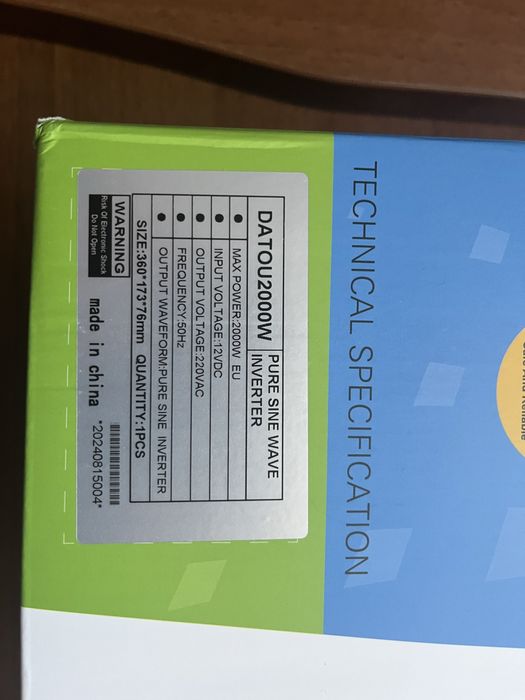 TECHNICAL SPECIFICATION
DATOU2000W
PURE SINE WAVE
INVERTER
● MAX POWER:2000W EU
● INPUT VOLTAGE:12VDC
● OUTPUT VOLTAGE:220VAC
● FREQUENCY:50Hz
● OUTPUT WAVEFORM:PURE SINE INVERTER
SIZE:360*173*76mm QUANTITY:1PCS
WARNING
Risk Of Electronic Shock
Do Not Open
made in china
*20240815004*